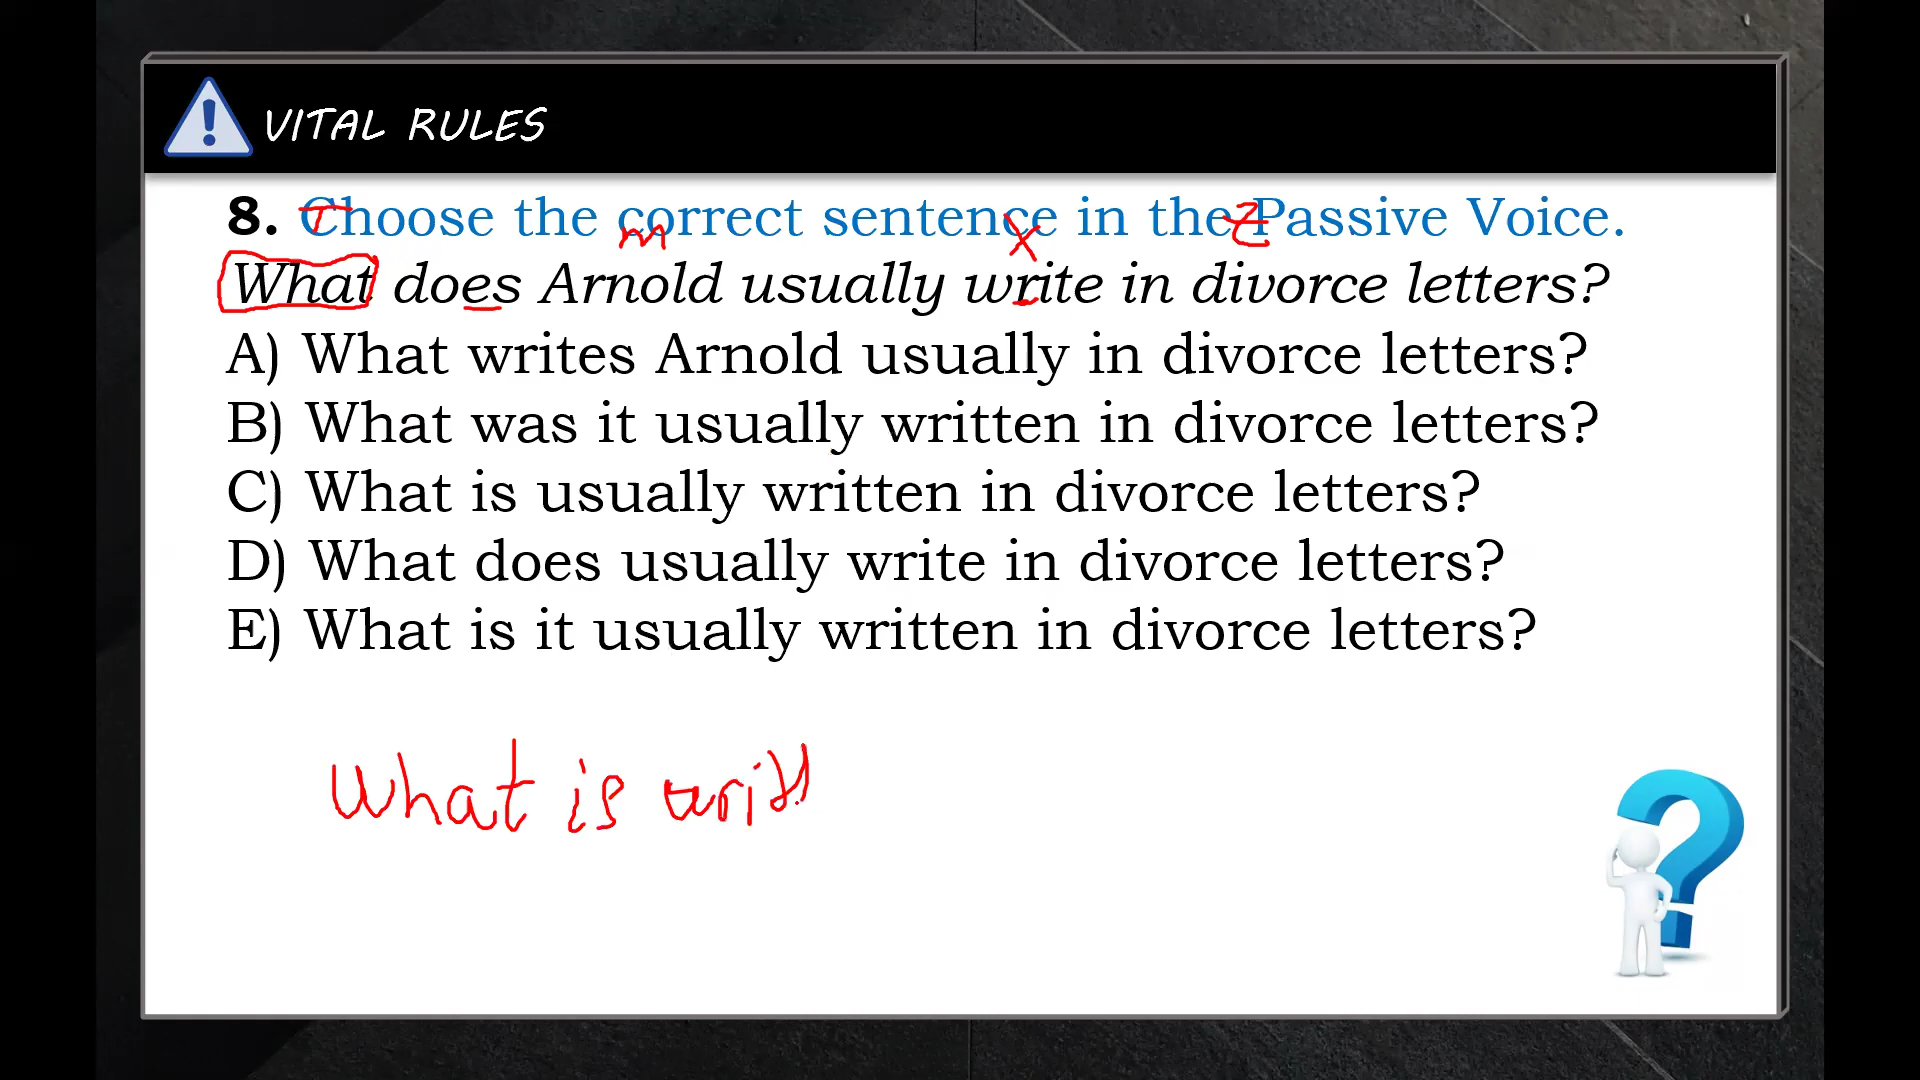 VITAL RULES
8. Choose the correct sentence in the Passive Voice.
T m x z
What does Arnold usually write in divorce letters?
A) What writes Arnold usually in divorce letters?
B) What was it usually written in divorce letters?
C) What is usually written in divorce letters?
D) What does usually write in divorce letters?
E) What is it usually written in divorce letters?
What is writt